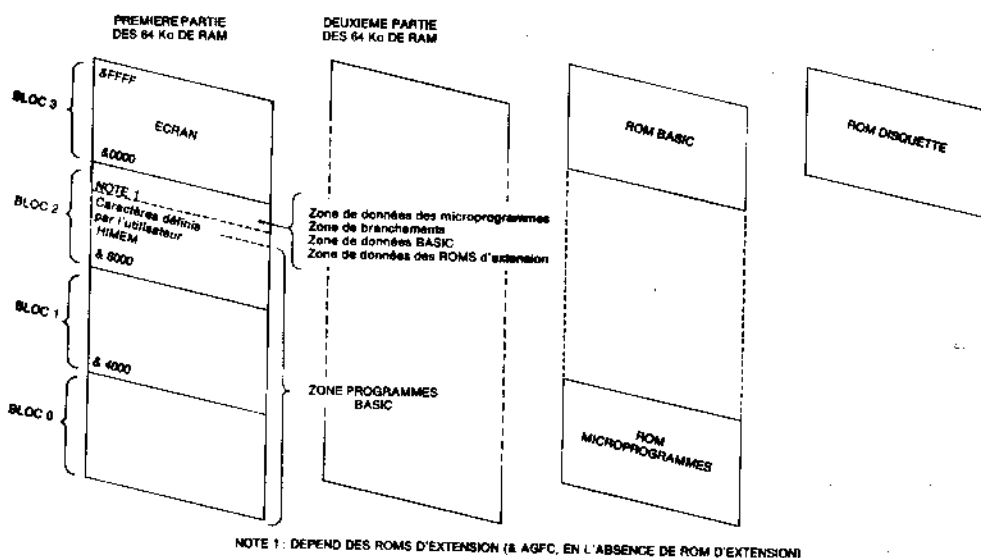 PREMIERE PARTIE
DES 64 Ko DE RAM
DEUXIEME PARTIE
DES 64 Ko DE RAM
BLOC 3
&FFFF
ECRAN
&0000
ROM BASIC
ROM DISQUETTE
BLOC 2
NOTE 1
Caractères définis
par l'utilisateur
HIMEM
& 8000
Zone de données des microprogrammes
Zone de branchements
Zone de données BASIC
Zone de données des ROMS d'extension
BLOC 1
& 4000
BLOC 0
ZONE PROGRAMMES
BASIC
ROM
MICROPROGRAMMES
NOTE 1 : DEPEND DES ROMS D'EXTENSION (& AGFC, EN L'ABSENCE DE ROM D'EXTENSION)